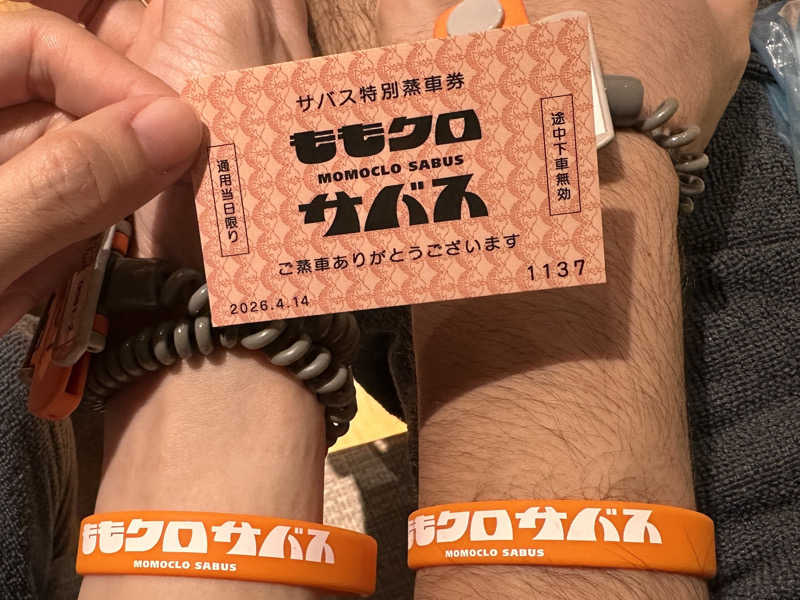 サバス特別蒸車券
ももクロ
MOMOCLO SABUS
サバス
通用当日限り
途中下車無効
ご蒸車ありがとうございます
2026.4.14
1137
ももクロサバス
MOMOCLO SABUS
ももクロサバス
MOMOCLO SABUS